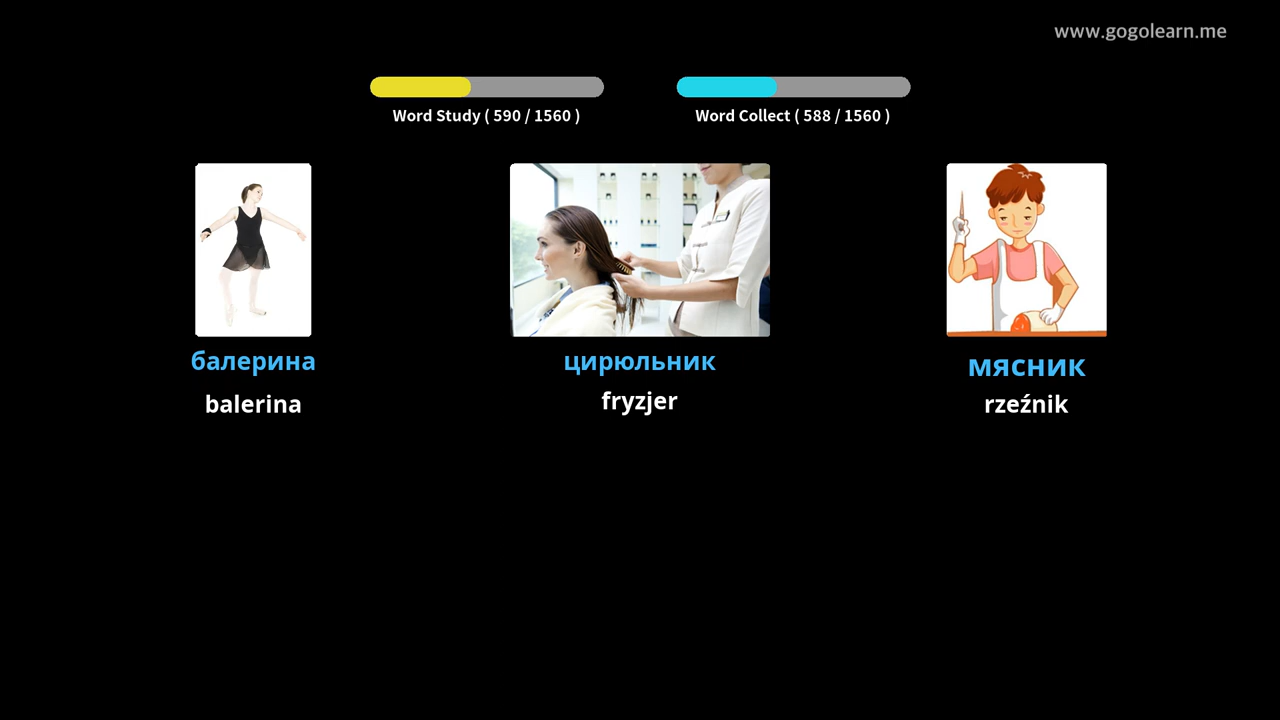 www.gogolearn.me
Word Study ( 590 / 1560 )
Word Collect ( 588 / 1560 )
балерина
цирюльник
мясник
balerina
fryzjer
rzeźnik